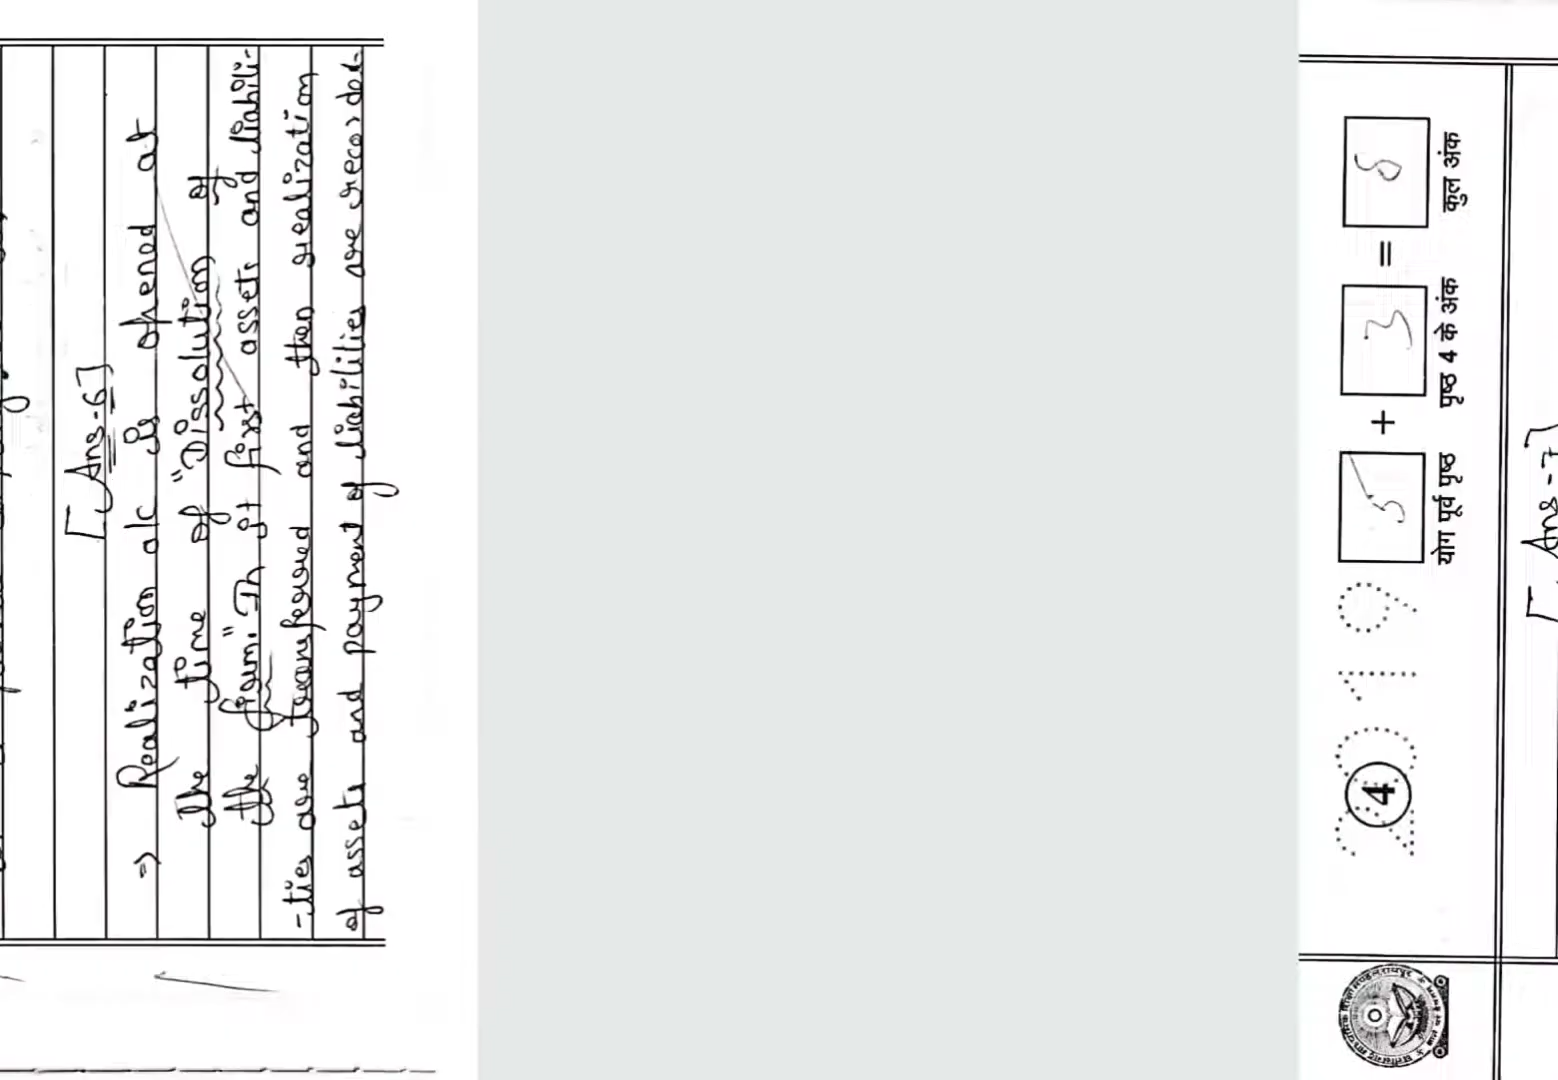 [Ans-6]
⇒ Realization a/c is opened at
the time of "Dissolution of
the firm". In it first assets and liabili-
-ties are transferred and then realization
of assets and payment of liabilities are recorded.
2019
4
5 + 3 = 8
योग पूर्व पृष्ठ पृष्ठ 4 के अंक कुल अंक
[Ans-7]